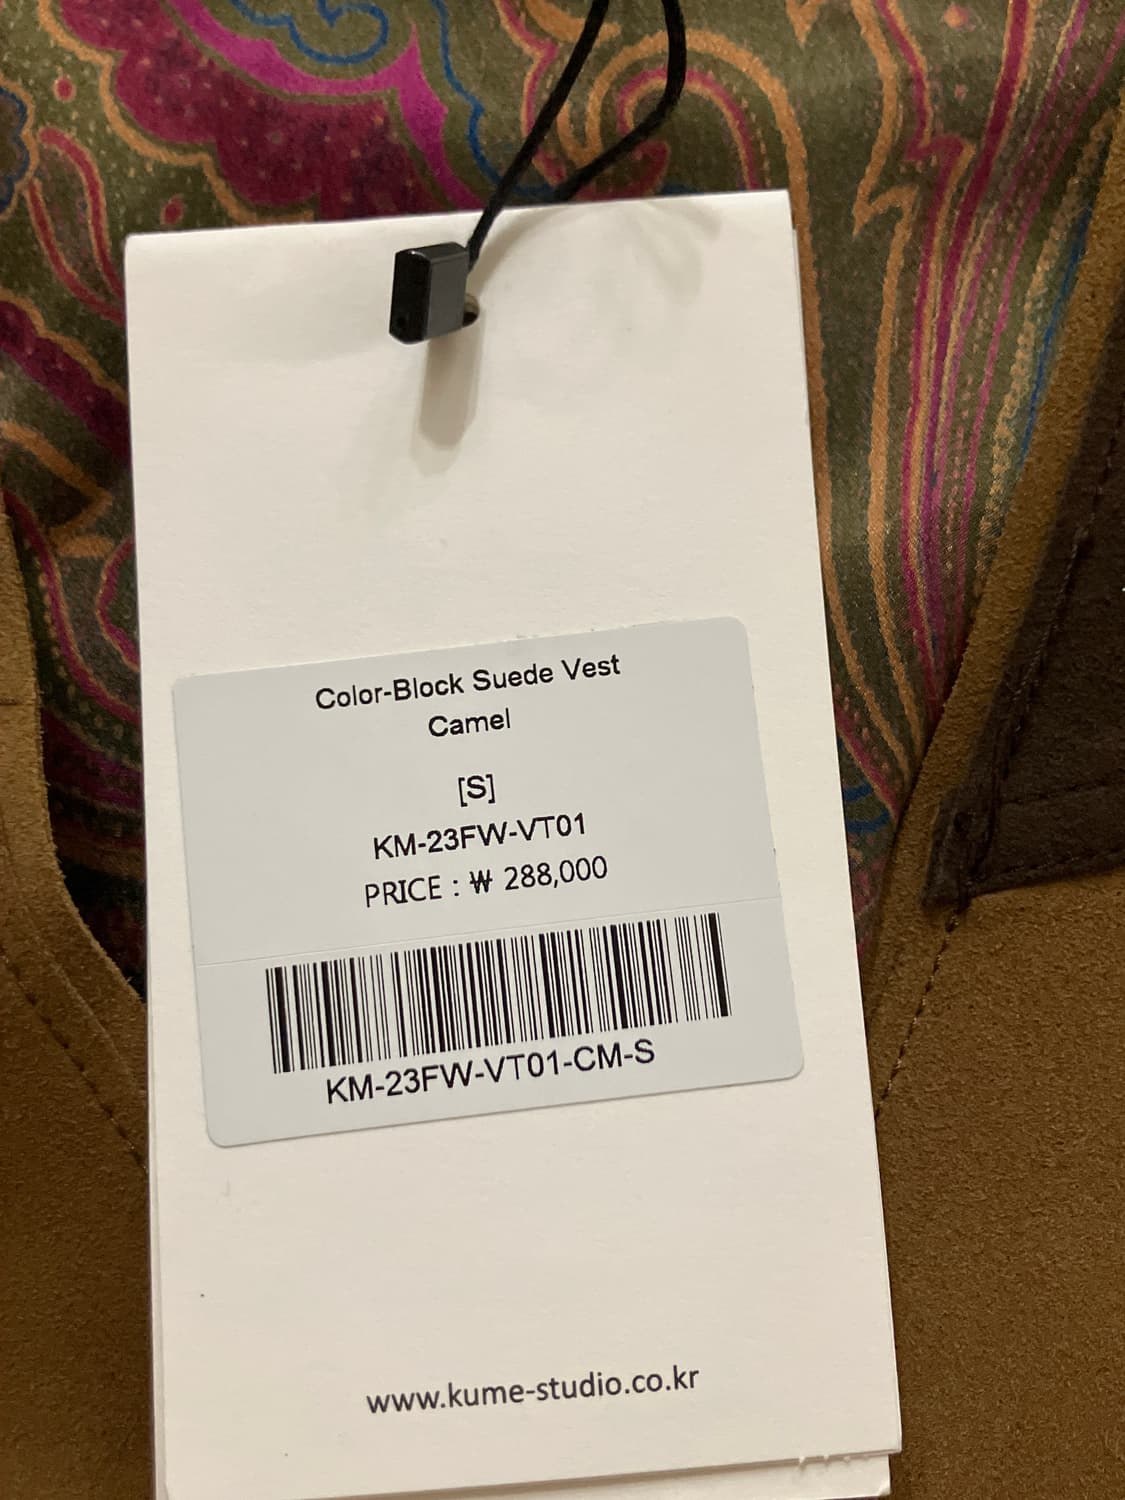 Color-Block Suede Vest
Camel
[S]
KM-23FW-VT01
PRICE : ₩ 288,000
KM-23FW-VT01-CM-S
www.kume-studio.co.kr